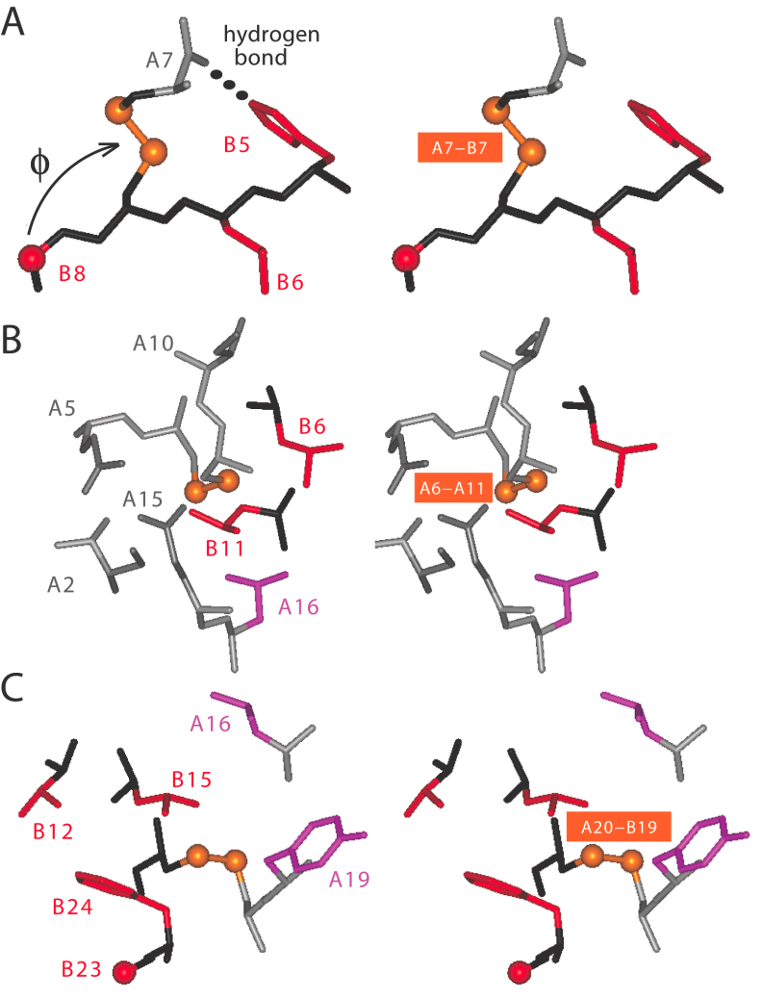 A
A7
hydrogen
bond
B5
A7–B7
ϕ
B8
B6
B
A10
A5
B6
A6–A11
A15
B11
A2
A16
C
A16
B15
B12
A20–B19
A19
B24
B23